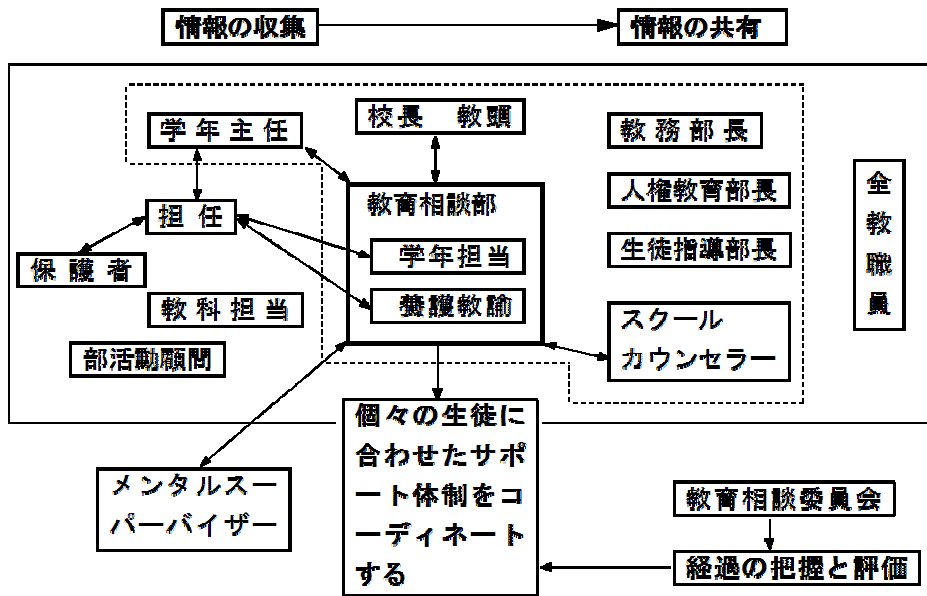 情報の収集
情報の共有
校長　教頭
学年主任
教務部長
全教職員
人権教育部長
教育相談部
担任
生徒指導部長
学年担当
保護者
養護教諭
教科担当
スクール
カウンセラー
部活動顧問
個々の生徒に
合わせたサポ
ート体制をコ
ーディネート
する
メンタルスー
パーバイザー
教育相談委員会
経過の把握と評価